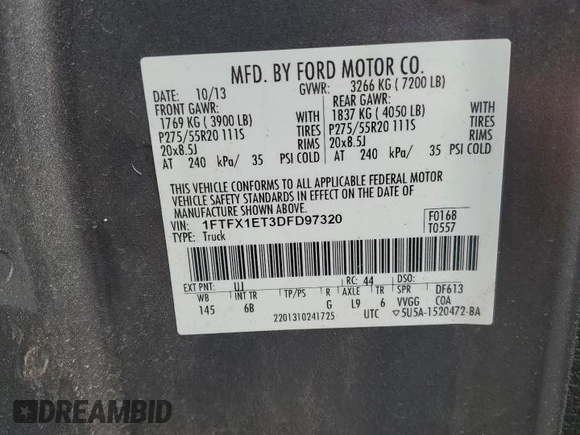 MFD. BY FORD MOTOR CO.
DATE: 10/13 GVWR: 3266 KG ( 7200 LB)
FRONT GAWR: REAR GAWR:
1769 KG ( 3900 LB) WITH 1837 KG ( 4050 LB) WITH
P275/55R20 111S TIRES P275/55R20 111S TIRES
20x8.5J RIMS 20x8.5J RIMS
AT 240 kPa/ 35 PSI COLD AT 240 kPa/ 35 PSI COLD
THIS VEHICLE CONFORMS TO ALL APPLICABLE FEDERAL MOTOR
VEHICLE SAFETY STANDARDS IN EFFECT ON THE DATE OF
MANUFACTURE SHOWN ABOVE.
VIN: 1FTFX1ET3DFD97320 F0168
TYPE: Truck T0557
EXT PNT: UJ RC: 44 DSO:
WB INT TR TP/PS R AXLE TR SPR DF613
145 6B G L9 6 VVGG COA
2201310241725 UTC ▽5U5A-1520472-BA
DREAMBID